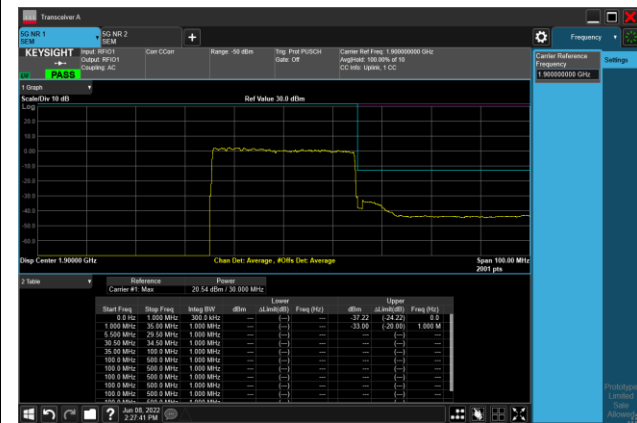 Transceiver A
5G NR 1
SEM
5G NR 2
SEM
Frequency
KEYSIGHT
PASS
Input: RFIO1
Output: RFIO1
Coupling: AC
Corr CCorr
Range: -50 dBm
Trig: Prot PUSCH
Gate: Off
Carrier Ref Freq: 1.900000000 GHz
Avg|Hold: 100.00% of 10
CC Info: Uplink, 1 CC
Carrier Reference
Frequency
1.900000000 GHz
Settings
1 Graph
Scale/Div 10 dB
Ref Value 30.0 dBm
Log
20.0
10.0
0.00
-10.0
-20.0
-30.0
-40.0
-50.0
-60.0
Disp Center 1.90000 GHz
Chan Det: Average , #Offs Det: Average
Span 100.00 MHz
2001 pts
2 Table
Reference Power
Carrier #1: Max 20.54 dBm / 30.000 MHz
Lower Upper
Start Freq Stop Freq Integ BW dBm ΔLimit(dB) Freq (Hz) dBm ΔLimit(dB) Freq (Hz)
0.0 Hz 1.000 MHz 300.0 kHz --- (---) --- -37.22 (-24.22) 0.0
1.000 MHz 35.00 MHz 1.000 MHz --- (---) --- -33.00 (-20.00) 1.000 M
5.500 MHz 29.50 MHz 1.000 MHz --- (---) --- --- (---) ---
30.50 MHz 34.50 MHz 1.000 MHz --- (---) --- --- (---) ---
35.00 MHz 100.0 MHz 1.000 MHz --- (---) --- --- (---) ---
100.0 MHz 500.0 MHz 1.000 MHz --- (---) --- --- (---) ---
100.0 MHz 500.0 MHz 1.000 MHz --- (---) --- --- (---) ---
100.0 MHz 500.0 MHz 1.000 MHz --- (---) --- --- (---) ---
100.0 MHz 500.0 MHz 1.000 MHz --- (---) --- --- (---) ---
100.0 MHz 500.0 MHz 1.000 MHz --- (---) --- --- (---) ---
Prototype
Limited
Sale
Allowed
Jun 08, 2022
2:27:41 PM